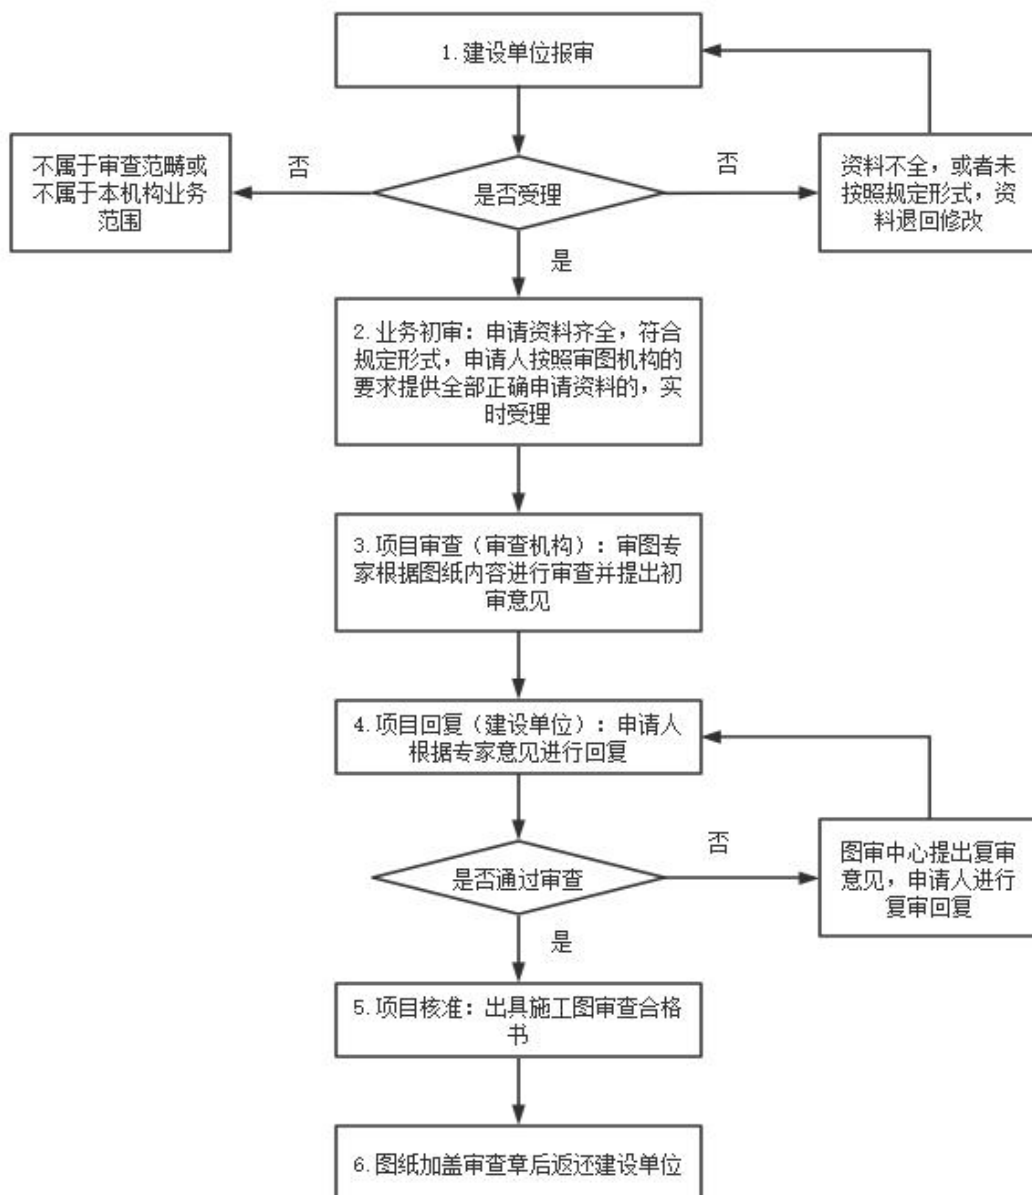 1.建设单位报审
不属于审查范畴或
不属于本机构业务
范围
否
是否受理
否
资料不全，或者未
按照规定形式，资
料退回修改
是
2.业务初审：申请资料齐全，符合
规定形式，申请人按照审图机构的
要求提供全部正确申请资料的，实
时受理
3.项目审查（审查机构）：审图专
家根据图纸内容进行审查并提出初
审意见
4.项目回复（建设单位）：申请人
根据专家意见进行回复
是否通过审查
否
图审中心提出复审
意见，申请人进行
复审回复
是
5.项目核准：出具施工图审查合格
书
6.图纸加盖审查章后返还建设单位